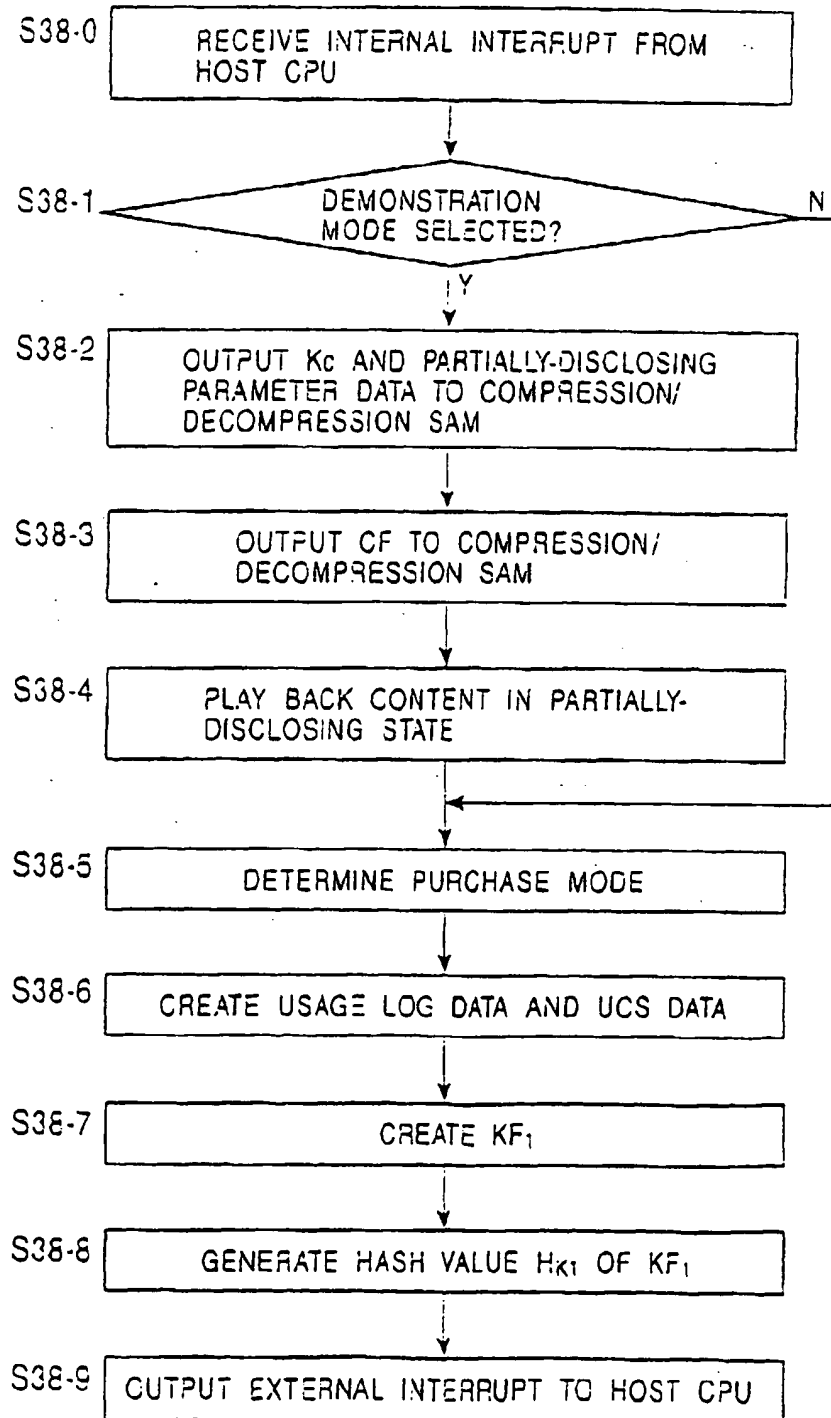 S38-0
RECEIVE INTERNAL INTERRUPT FROM
HOST CPU
S38-1
DEMONSTRATION
MODE SELECTED?
N
Y
S38-2
OUTPUT Kc AND PARTIALLY-DISCLOSING
PARAMETER DATA TO COMPRESSION/
DECOMPRESSION SAM
S38-3
OUTPUT CF TO COMPRESSION/
DECOMPRESSION SAM
S38-4
PLAY BACK CONTENT IN PARTIALLY-
DISCLOSING STATE
S38-5
DETERMINE PURCHASE MODE
S38-6
CREATE USAGE LOG DATA AND UCS DATA
S38-7
CREATE KF₁
S38-8
GENERATE HASH VALUE HK₁ OF KF₁
S38-9
OUTPUT EXTERNAL INTERRUPT TO HOST CPU